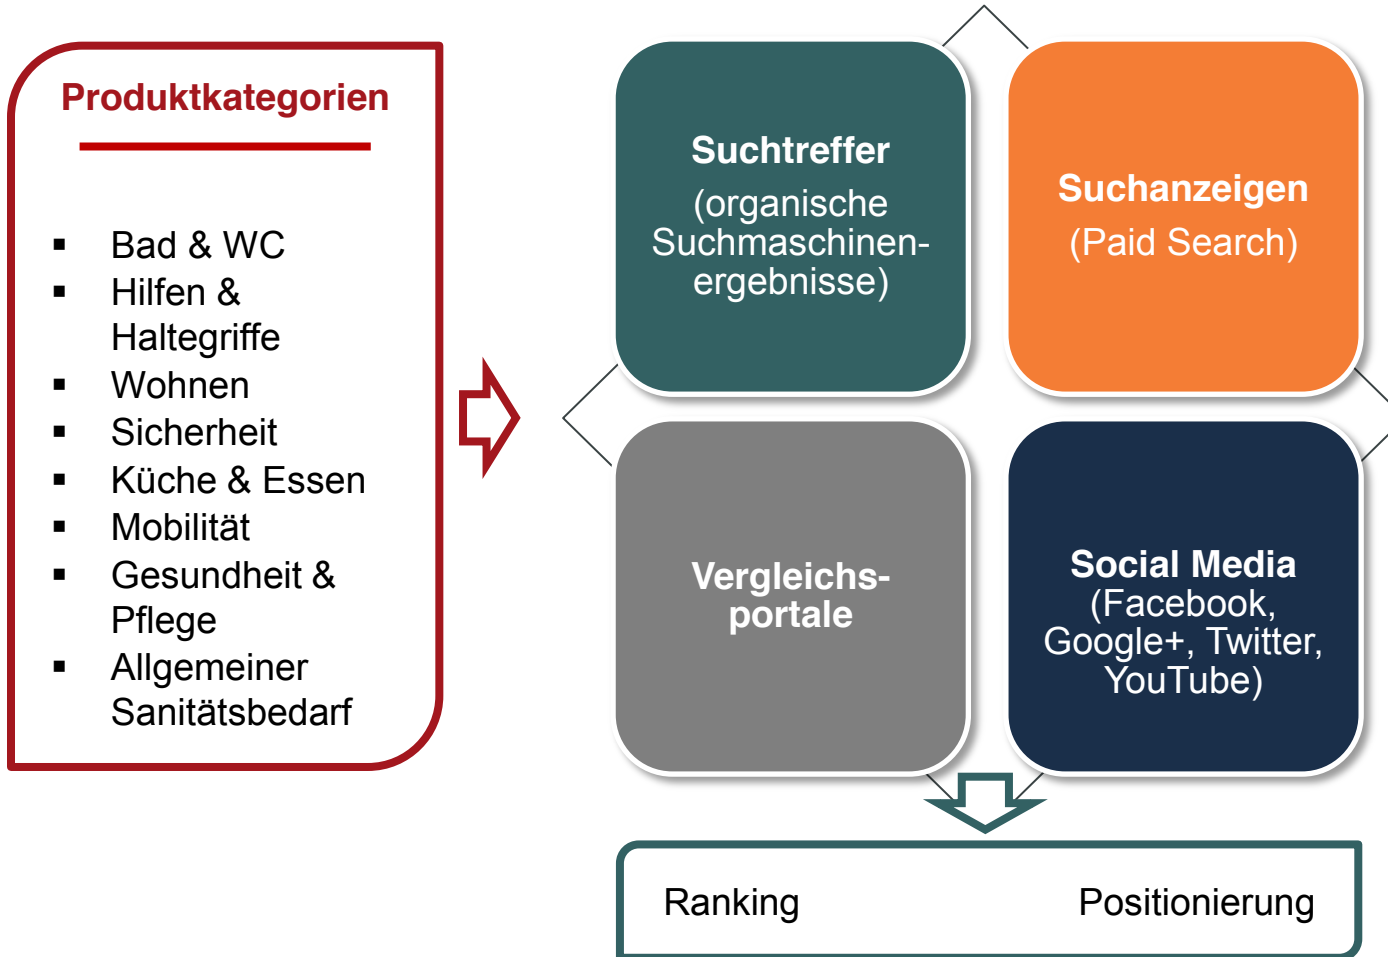 Produktkategorien
Bad & WC
Hilfen &
Haltegriffe
Wohnen
Sicherheit
Küche & Essen
Mobilität
Gesundheit &
Pflege
Allgemeiner
Sanitätsbedarf
Suchtreffer
(organische
Suchmaschinen-
ergebnisse)
Suchanzeigen
(Paid Search)
Vergleichs-
portale
Social Media
(Facebook,
Google+, Twitter,
YouTube)
Ranking
Positionierung